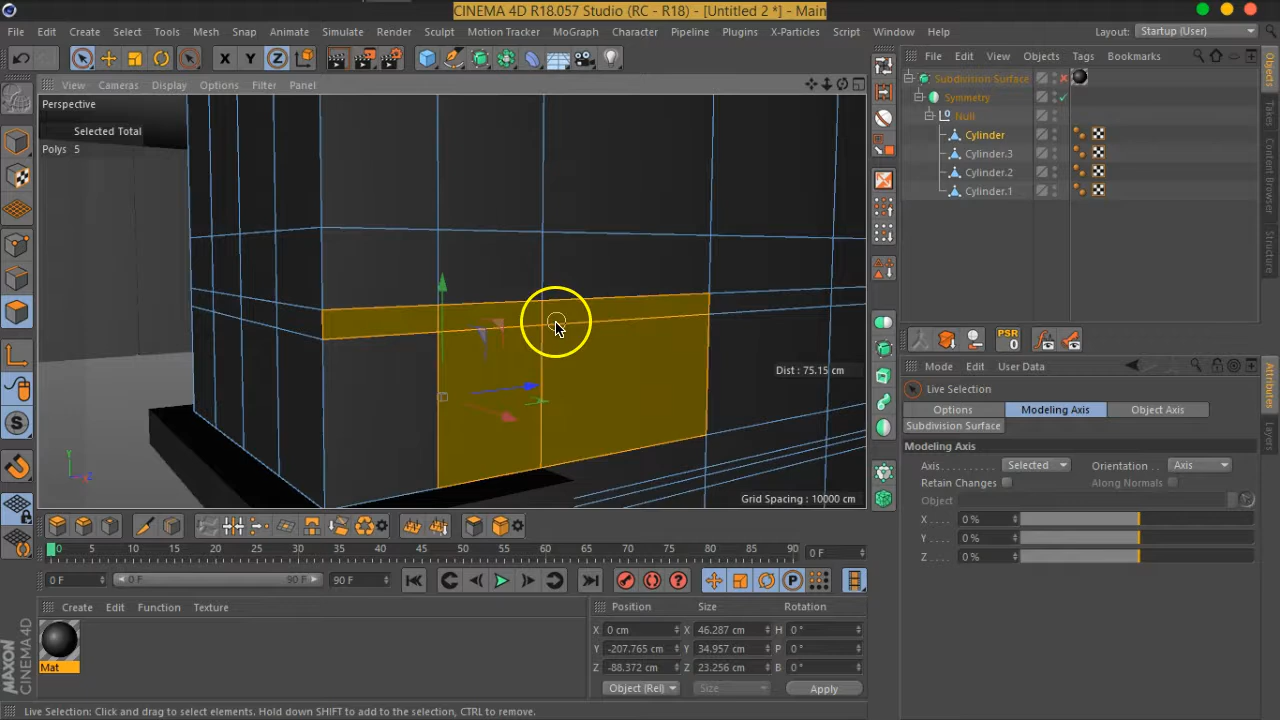 CINEMA 4D R18.057 Studio (RC - R18) - [Untitled 2 *] - Main
File Edit Create Select Tools Mesh Snap Animate Simulate Render Sculpt Motion Tracker MoGraph Character Pipeline Plugins X-Particles Script Window Layout: Startup (User)
X Y Z
File Edit View Objects Tags Bookmarks
View Cameras Display Options Filter Panel
Perspective
Selected Total
Polys 5
Subdivision Surface
Symmetry
Null
Cylinder
Cylinder.3
Cylinder.2
Cylinder.1
Objects
Takes
Content Browser
Structure
PSR
0
Dist : 75.15 cm
Grid Spacing : 10000 cm
Mode Edit User Data
Live Selection
Options Modeling Axis Object Axis
Subdivision Surface
Modeling Axis
Axis Selected Orientation Axis
Retain Changes Along Normals
Object
X 0 %
Y 0 %
Z 0 %
Attributes
Layers
0 5 10 15 20 25 30 35 40 45 50 55 60 65 70 75 80 85 90 0 F
0 F 0 F 90 F 90 F
Create Edit Function Texture
Mat
Position Size Rotation
X 0 cm X 46.287 cm H 0 °
Y -207.765 cm Y 34.957 cm P 0 °
Z -88.372 cm Z 23.256 cm B 0 °
Object (Rel) Size Apply
MAXON
CINEMA 4D
Live Selection: Click and drag to select elements. Hold down SHIFT to add to the selection, CTRL to remove.